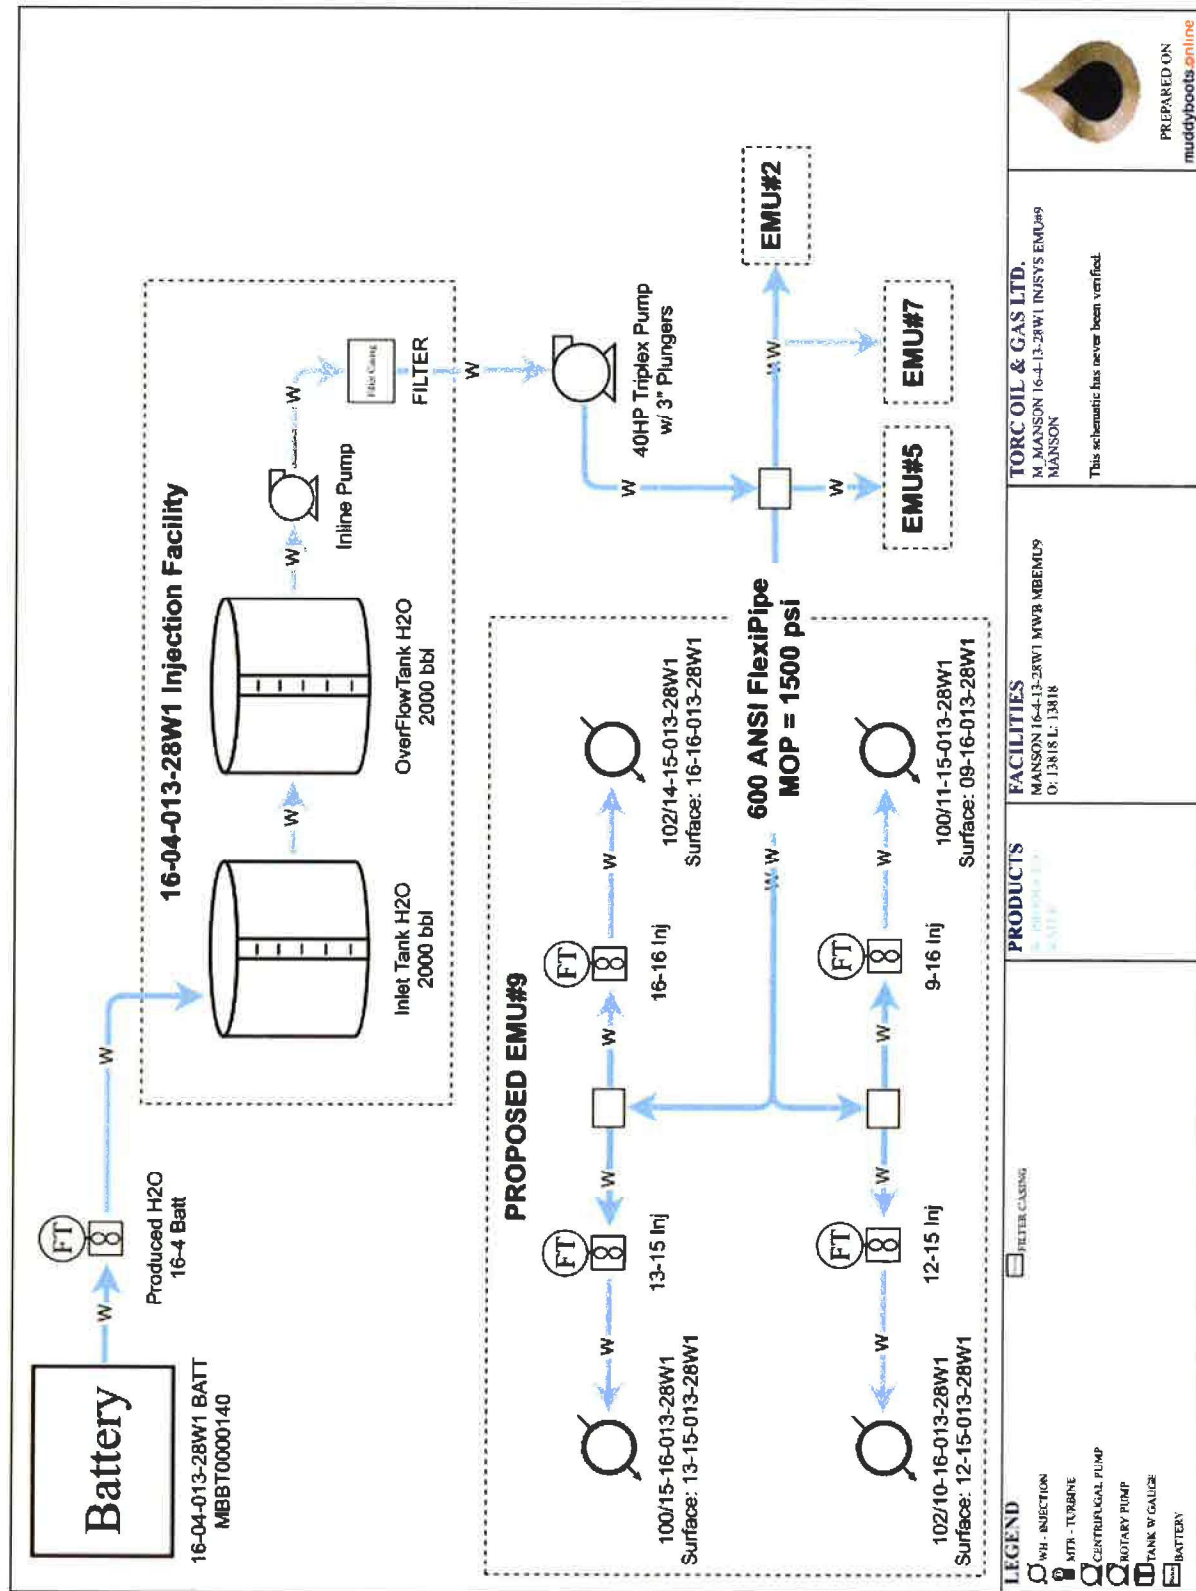 Battery
16-04-013-28W1 BATT
MBBT0000140
W
FT
Produced H2O
16-4 Batt
W
16-04-013-28W1 Injection Facility
Inlet Tank H2O
2000 bbl
W
OverFlowTank H2O
2000 bbl
W
Inline Pump
W
Filter Casing
FILTER
W
40HP Triplex Pump
w/ 3" Plungers
W
W
W W
EMU#2
EMU#5
EMU#7
PROPOSED EMU#9
100/15-16-013-28W1
Surface: 13-15-013-28W1
W
FT
13-15 Inj
W
W
FT
16-16 Inj
W
102/14-15-013-28W1
Surface: 16-16-013-28W1
W W
600 ANSI FlexiPipe
MOP = 1500 psi
102/10-16-013-28W1
Surface: 12-15-013-28W1
W
FT
12-15 Inj
W
W
FT
9-16 Inj
W
100/11-15-013-28W1
Surface: 09-16-013-28W1
LEGEND
WH - INJECTION
MTR - TURBINE
CENTRIFUGAL PUMP
ROTARY PUMP
TANK W GAUGE
BATTERY
FILTER CASING
PRODUCTS
FACILITIES
MANSON 16-4-13-28W1 MWB MBEMU9
O: 13818 L: 13818
TORC OIL & GAS LTD.
M_MANSON 16-4-13-28W1 INJSYS EMU#9
MANSON
This schematic has never been verified.
PREPARED ON
muddyboots.online